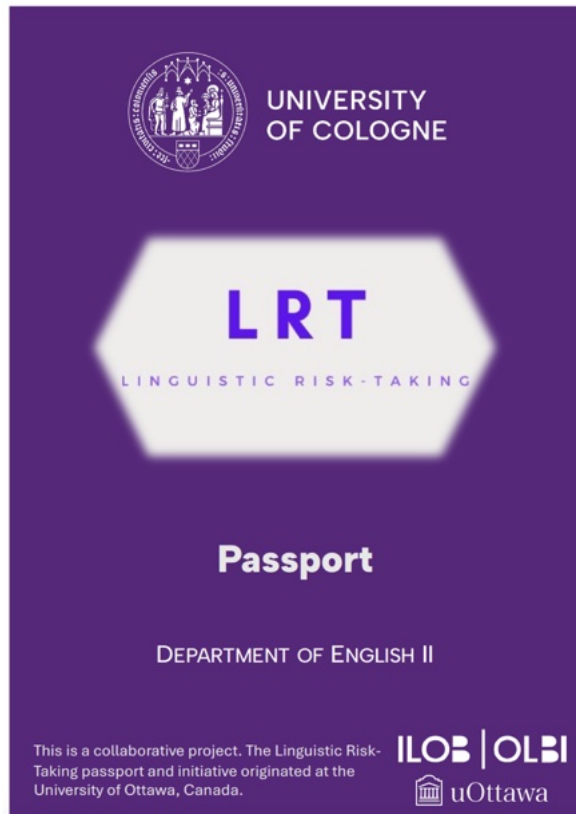 UNIVERSITY
OF COLOGNE
LRT
LINGUISTIC RISK-TAKING
Passport
DEPARTMENT OF ENGLISH II
This is a collaborative project. The Linguistic Risk-
Taking passport and initiative originated at the
University of Ottawa, Canada.
ILOB | OLBI
uOttawa